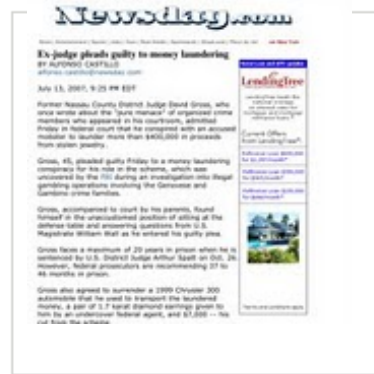 Newsday.com
Ex-judge pleads guilty to money laundering
BY ALFONSO CASTILLO
alfonso.castillo@newsday.com
July 13, 2007, 9:25 PM EDT
Former Nassau County District Judge David Gross, who
once wrote about the "pure menace" of organized crime
members who appeared in his courtroom, admitted
Friday in federal court that he conspired with an accused
mobster to launder more than $400,000 in proceeds
from stolen jewelry.
Gross, 45, pleaded guilty Friday to a money laundering
conspiracy for his role in the scheme, which was
uncovered by the FBI during an investigation into illegal
gambling operations involving the Genovese and
Gambino crime families.
Gross, accompanied to court by his parents, found
himself in the unaccustomed position of sitting at the
defense table and answering questions from U.S.
Magistrate William Wall as he entered his guilty plea.
Gross faces a maximum of 20 years in prison when he is
sentenced by U.S. District Judge Arthur Spatt on Oct. 26.
However, federal prosecutors are recommending 37 to
46 months in prison.
Gross also agreed to surrender a 1999 Chrysler 300
automobile that he used to transport the laundered
money, a pair of 1.7 karat diamond earrings given to
him by an undercover federal agent, and $7,000 -- his
cut from the scheme.
LendingTree
Current Offers
from LendingTree